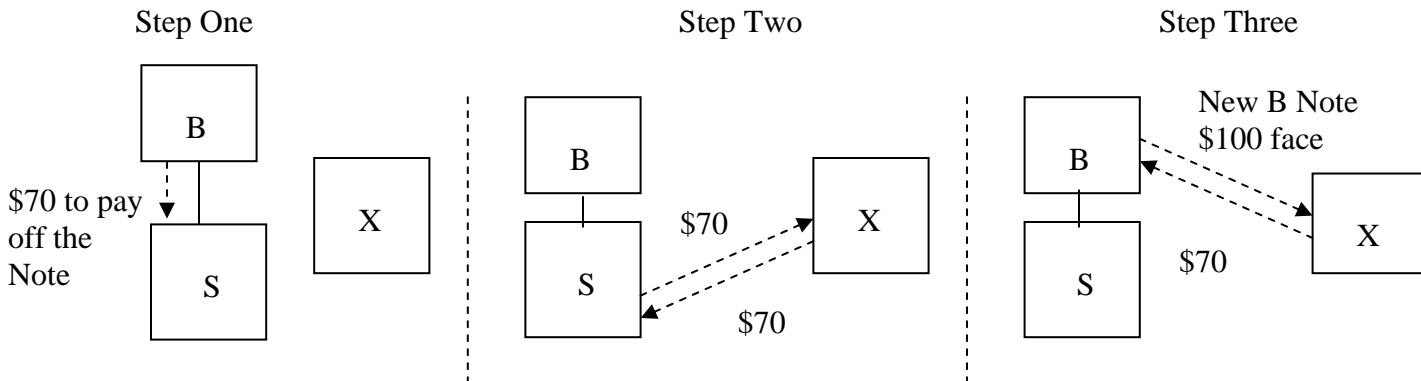 Step One
B
$70 to pay
off the
Note
S
X
Step Two
B
$70
X
S
$70
Step Three
New B Note
$100 face
B
X
$70
S